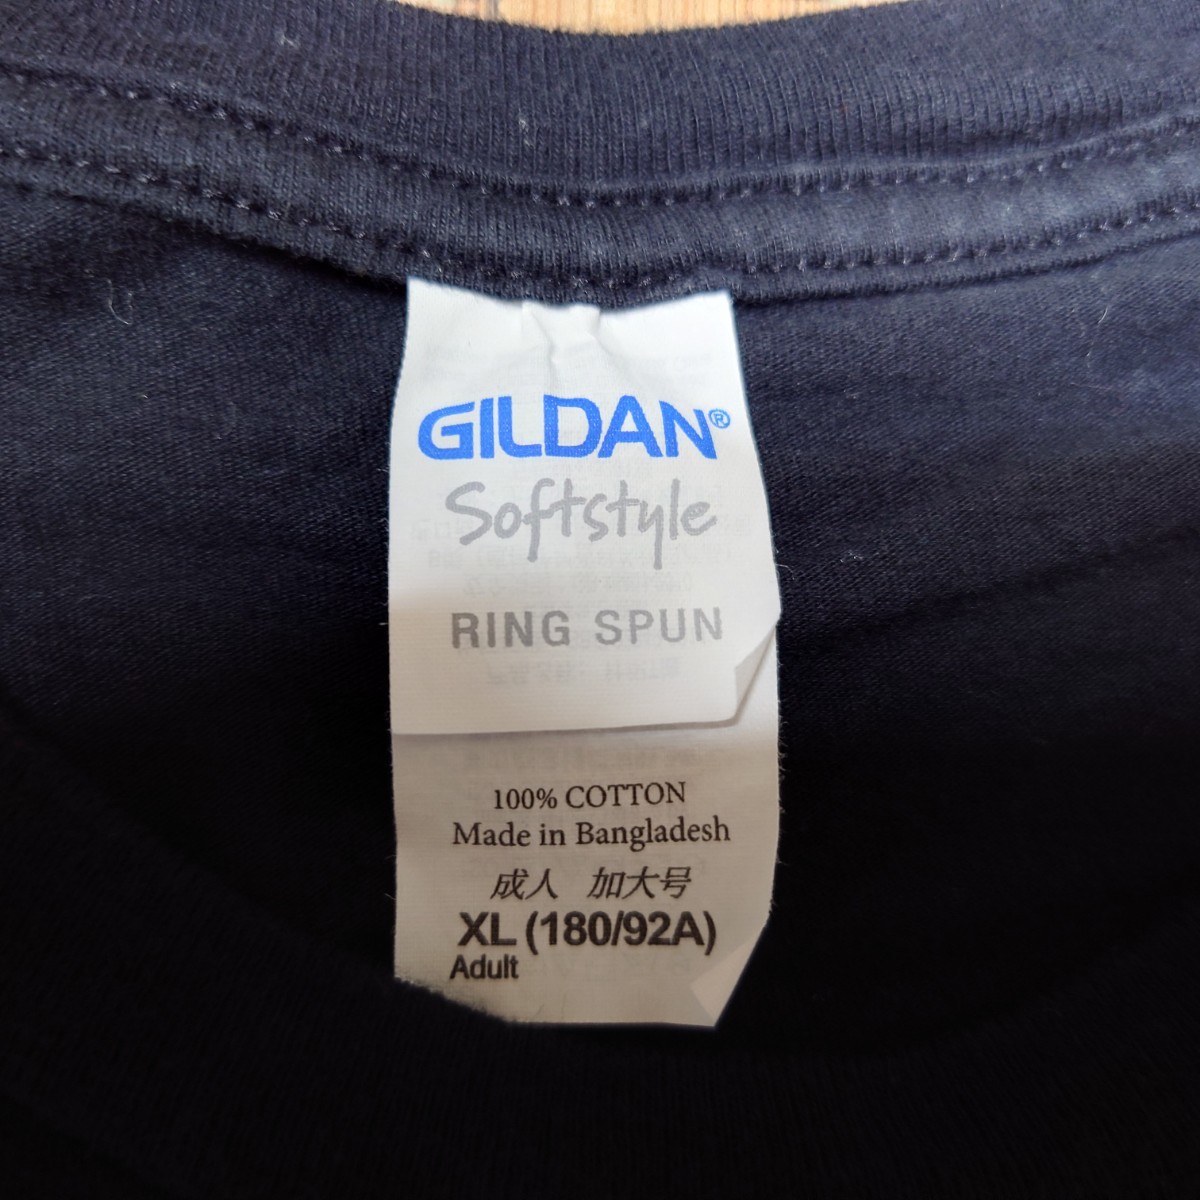 GILDAN®
Softstyle
RING SPUN
100% COTTON
Made in Bangladesh
成人 加大号
XL (180/92A)
Adult